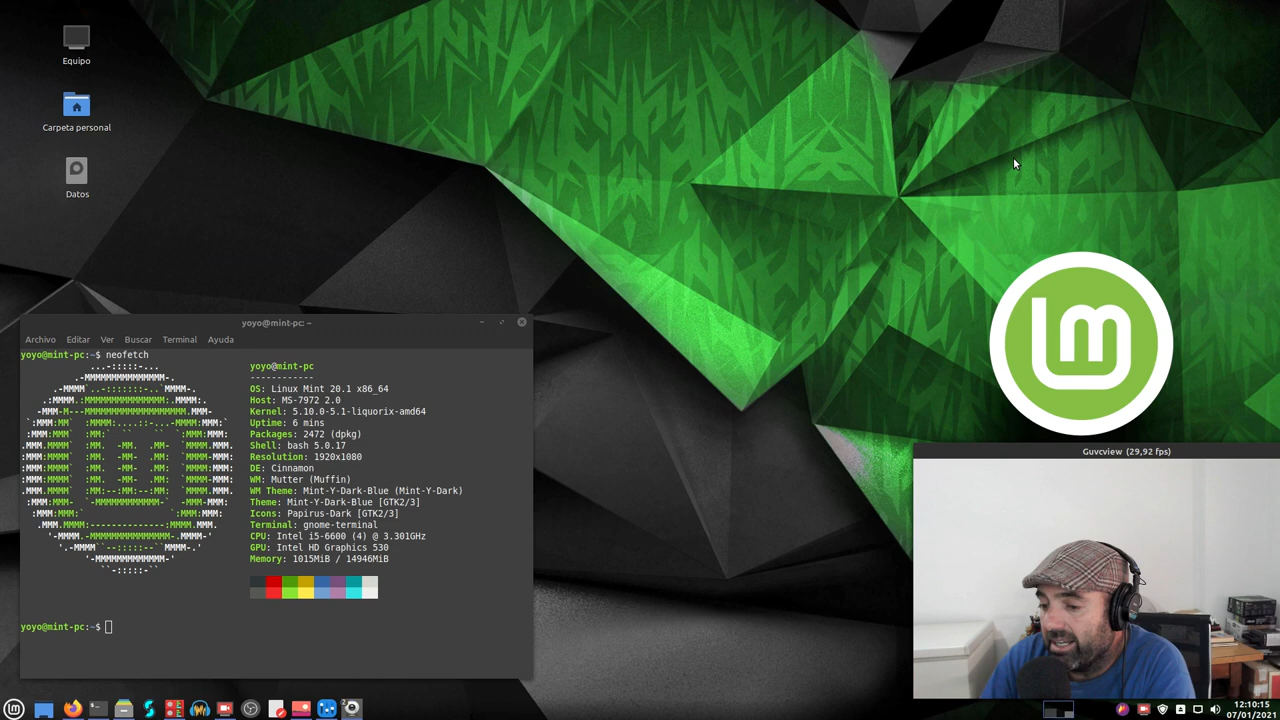 Equipo
Carpeta personal
Datos
yoyo@mint-pc: ~
Archivo Editar Ver Buscar Terminal Ayuda
yoyo@mint-pc:~$ neofetch
yoyo@mint-pc
------------
OS: Linux Mint 20.1 x86_64
Host: MS-7972 2.0
Kernel: 5.10.0-5.1-liquorix-amd64
Uptime: 6 mins
Packages: 2472 (dpkg)
Shell: bash 5.0.17
Resolution: 1920x1080
DE: Cinnamon
WM: Mutter (Muffin)
WM Theme: Mint-Y-Dark-Blue (Mint-Y-Dark)
Theme: Mint-Y-Dark-Blue [GTK2/3]
Icons: Papirus-Dark [GTK2/3]
Terminal: gnome-terminal
CPU: Intel i5-6600 (4) @ 3.301GHz
GPU: Intel HD Graphics 530
Memory: 1015MiB / 14946MiB
yoyo@mint-pc:~$
lm
Guvcview (29,92 fps)
12:10:15
07/01/2021